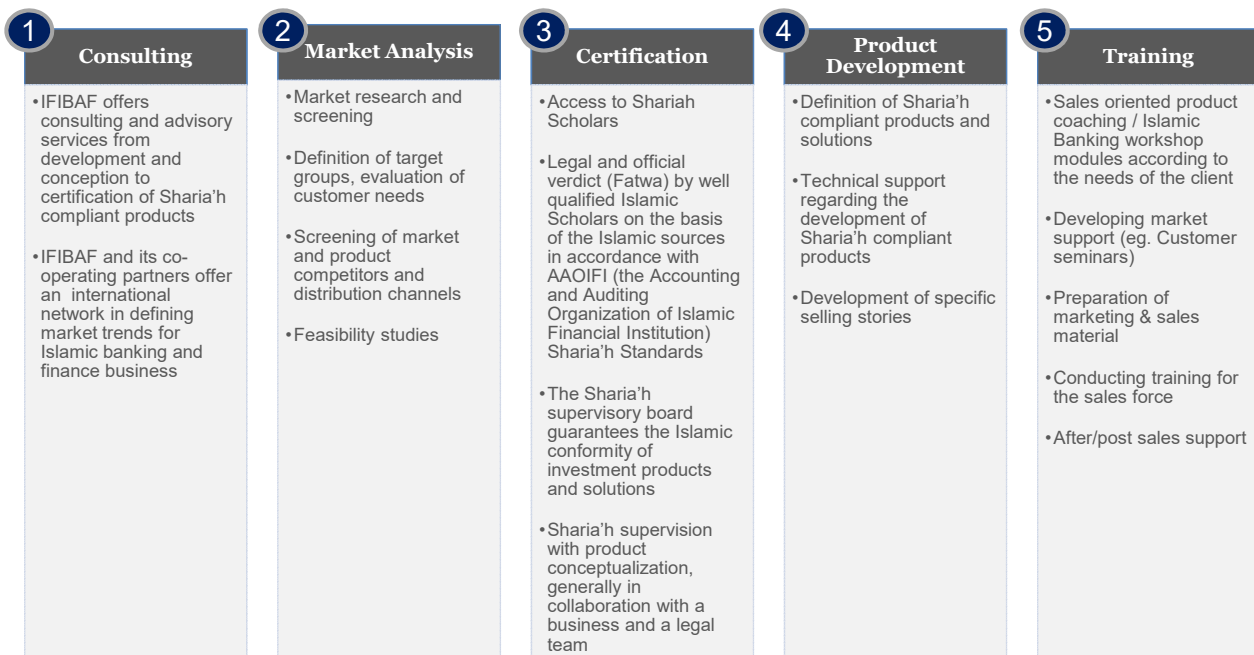 1
Consulting
•IFIBAF offers
consulting and advisory
services from
development and
conception to
certification of Sharia’h
compliant products
•IFIBAF and its co-
operating partners offer
an international
network in defining
market trends for
Islamic banking and
finance business
2
Market Analysis
•Market research and
screening
•Definition of target
groups, evaluation of
customer needs
•Screening of market
and product
competitors and
distribution channels
•Feasibility studies
3
Certification
•Access to Shariah
Scholars
•Legal and official
verdict (Fatwa) by well
qualified Islamic
Scholars on the basis
of the Islamic sources
in accordance with
AAOIFI (the Accounting
and Auditing
Organization of Islamic
Financial Institution)
Sharia’h Standards
•The Sharia’h
supervisory board
guarantees the Islamic
conformity of
investment products
and solutions
•Sharia’h supervision
with product
conceptualization,
generally in
collaboration with a
business and a legal
team
4
Product
Development
•Definition of Sharia’h
compliant products and
solutions
•Technical support
regarding the
development of
Sharia’h compliant
products
•Development of specific
selling stories
5
Training
•Sales oriented product
coaching / Islamic
Banking workshop
modules according to
the needs of the client
•Developing market
support (eg. Customer
seminars)
•Preparation of
marketing & sales
material
•Conducting training for
the sales force
•After/post sales support